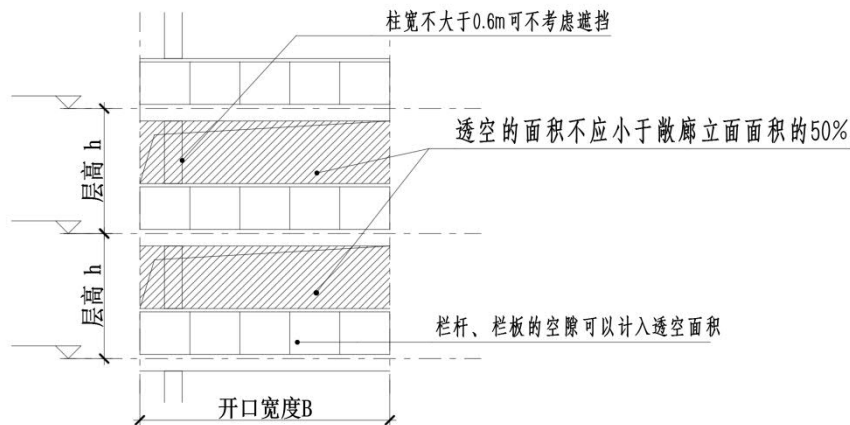 柱宽不大于0.6m可不考虑遮挡
透空的面积不应小于敞廊立面面积的50%
层高 h
层高 h
栏杆、栏板的空隙可以计入透空面积
开口宽度B